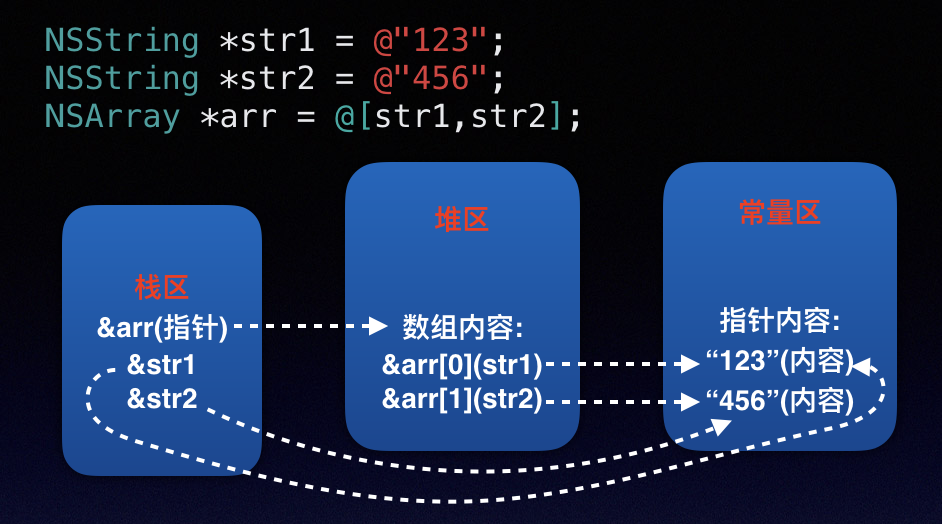 NSString *str1 = @"123";
NSString *str2 = @"456";
NSArray *arr = @[str1,str2];
栈区
&arr(指针)
&str1
&str2
堆区
数组内容:
&arr[0](str1)
&arr[1](str2)
常量区
指针内容:
“123”(内容)
“456”(内容)